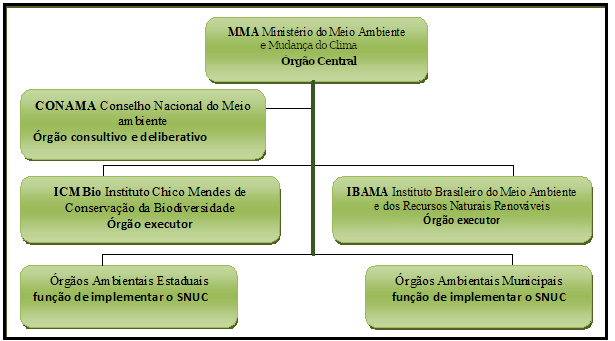 MMA Ministério do Meio Ambiente
e Mudança do Clima
Órgão Central
CONAMA Conselho Nacional do Meio
ambiente
Órgão consultivo e deliberativo
ICMBio Instituto Chico Mendes de
Conservação da Biodiversidade
Órgão executor
IBAMA Instituto Brasileiro do Meio Ambiente
e dos Recursos Naturais Renováveis
Órgão executor
Órgãos Ambientais Estaduais
função de implementar o SNUC
Órgãos Ambientais Municipais
função de implementar o SNUC